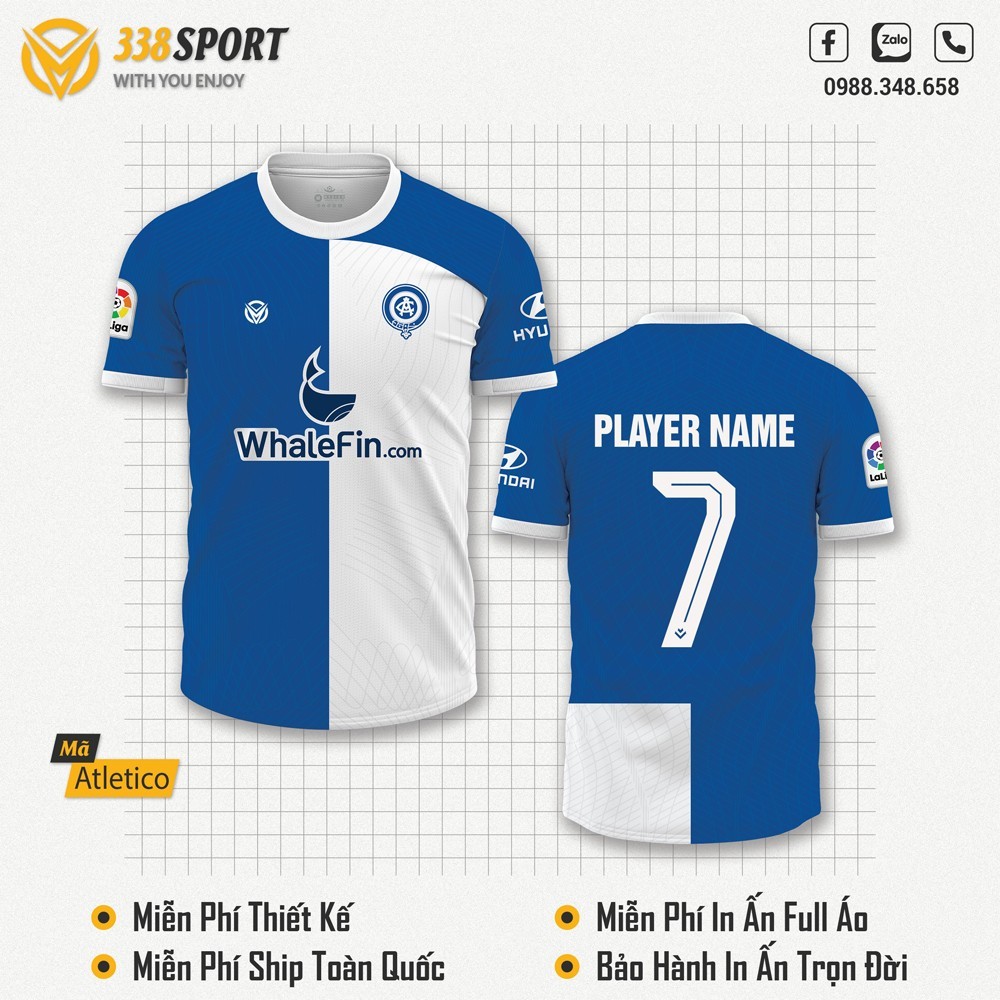 338SPORT
WITH YOU ENJOY
Zalo
0988.348.658
liga
HYU
WhaleFin.com
PLAYER NAME
NDAI
LaLi
7
Mã
Atletico
Miễn Phí Thiết Kế
Miễn Phí In Ấn Full Áo
Miễn Phí Ship Toàn Quốc
Bảo Hành In Ấn Trọn Đời